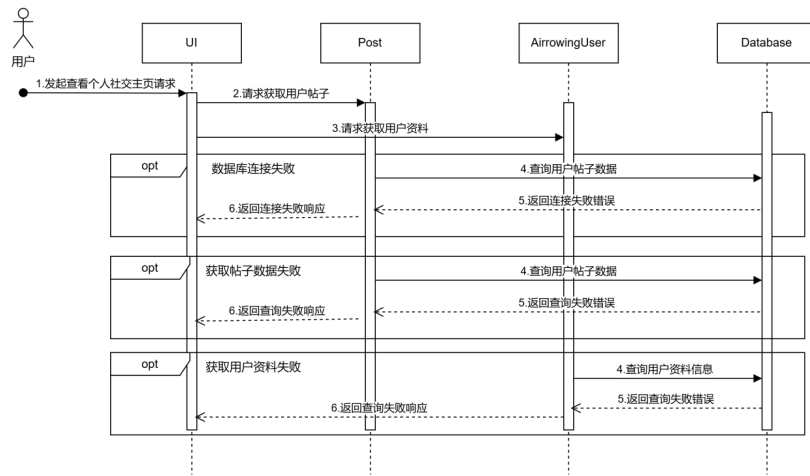 用户
UI
Post
AirrowingUser
Database
1.发起查看个人社交主页请求
2.请求获取用户帖子
3.请求获取用户资料
opt
数据库连接失败
4.查询用户帖子数据
5.返回连接失败错误
6.返回连接失败响应
opt
获取帖子数据失败
4.查询用户帖子数据
5.返回查询失败错误
6.返回查询失败响应
opt
获取用户资料失败
4.查询用户资料信息
5.返回查询失败错误
6.返回查询失败响应